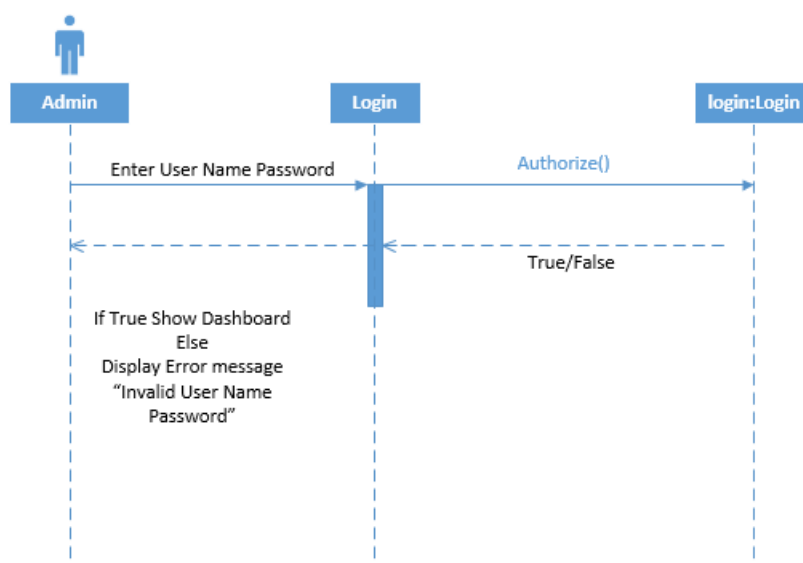 Admin
Login
login:Login
Enter User Name Password
Authorize()
True/False
If True Show Dashboard
Else
Display Error message
“Invalid User Name
Password”